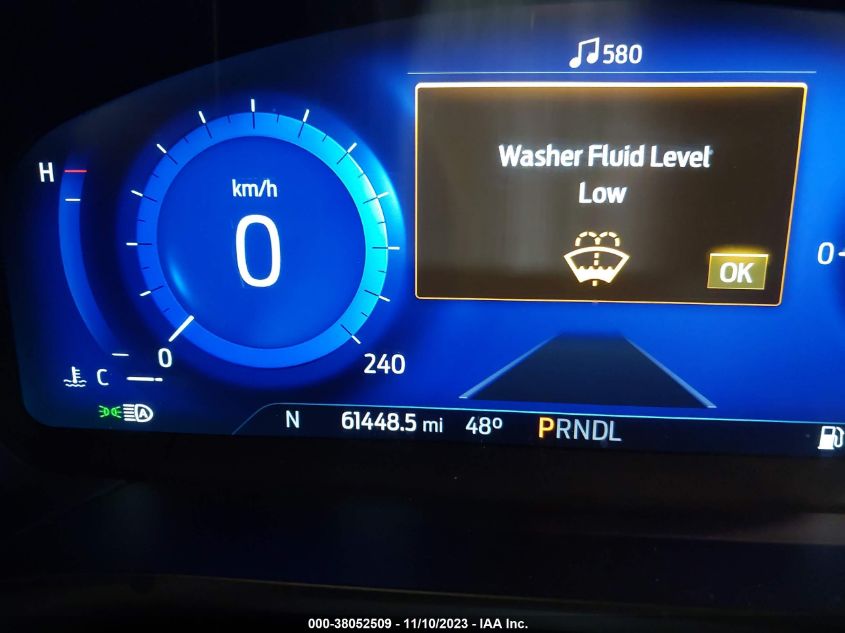 580
Washer Fluid Level
Low
OK
H
km/h
0
0
240
C
A
0
N 61448.5 mi 48º PRNDL
000-38052509 - 11/10/2023 - IAA Inc.